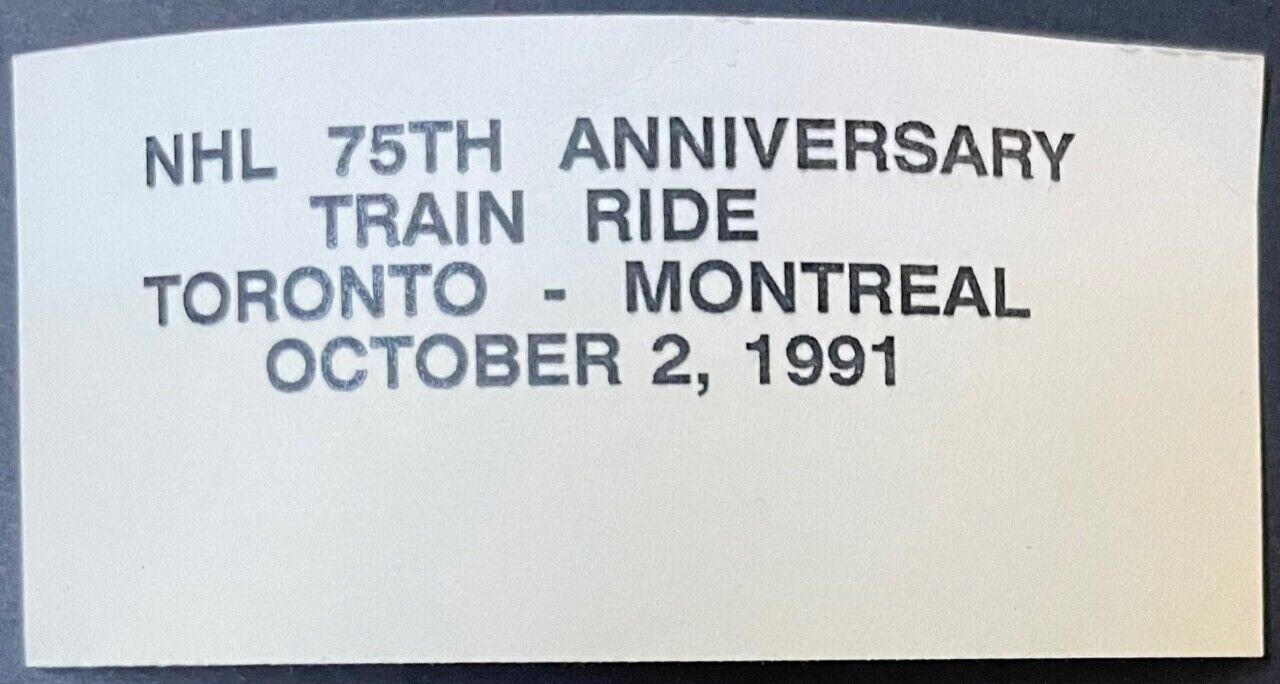 NHL 75TH ANNIVERSARY
TRAIN RIDE
TORONTO - MONTREAL
OCTOBER 2, 1991